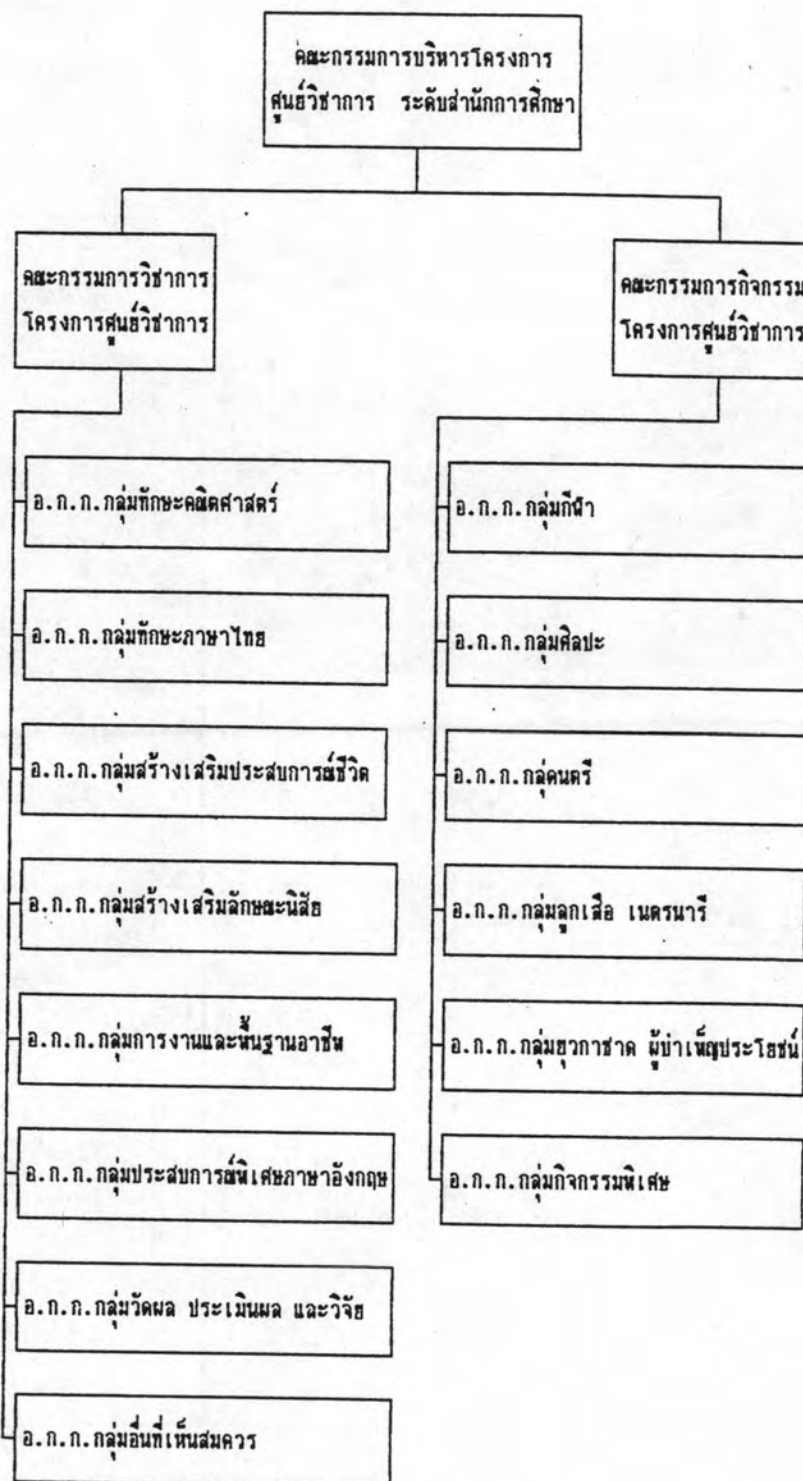 คณะกรรมการบริหารโครงการ
ศูนย์วิชาการ ระดับสำนักการศึกษา
คณะกรรมการวิชาการ
โครงการศูนย์วิชาการ
คณะกรรมการกิจกรรม
โครงการศูนย์วิชาการ
อ.ก.ก.กลุ่มทักษะคณิตศาสตร์
อ.ก.ก.กลุ่มทักษะภาษาไทย
อ.ก.ก.กลุ่มสร้างเสริมประสบการณ์ชีวิต
อ.ก.ก.กลุ่มสร้างเสริมลักษณะนิสัย
อ.ก.ก.กลุ่มการงานและพื้นฐานอาชีพ
อ.ก.ก.กลุ่มประสบการณ์พิเศษภาษาอังกฤษ
อ.ก.ก.กลุ่มวัดผล ประเมินผล และวิจัย
อ.ก.ก.กลุ่มอื่นที่เห็นสมควร
อ.ก.ก.กลุ่มกีฬา
อ.ก.ก.กลุ่มศิลปะ
อ.ก.ก.กลุ่ดนตรี
อ.ก.ก.กลุ่มลูกเสือ เนตรนารี
อ.ก.ก.กลุ่มยุวกาชาด ผู้บำเพ็ญประโยชน์
อ.ก.ก.กลุ่มกิจกรรมพิเศษ